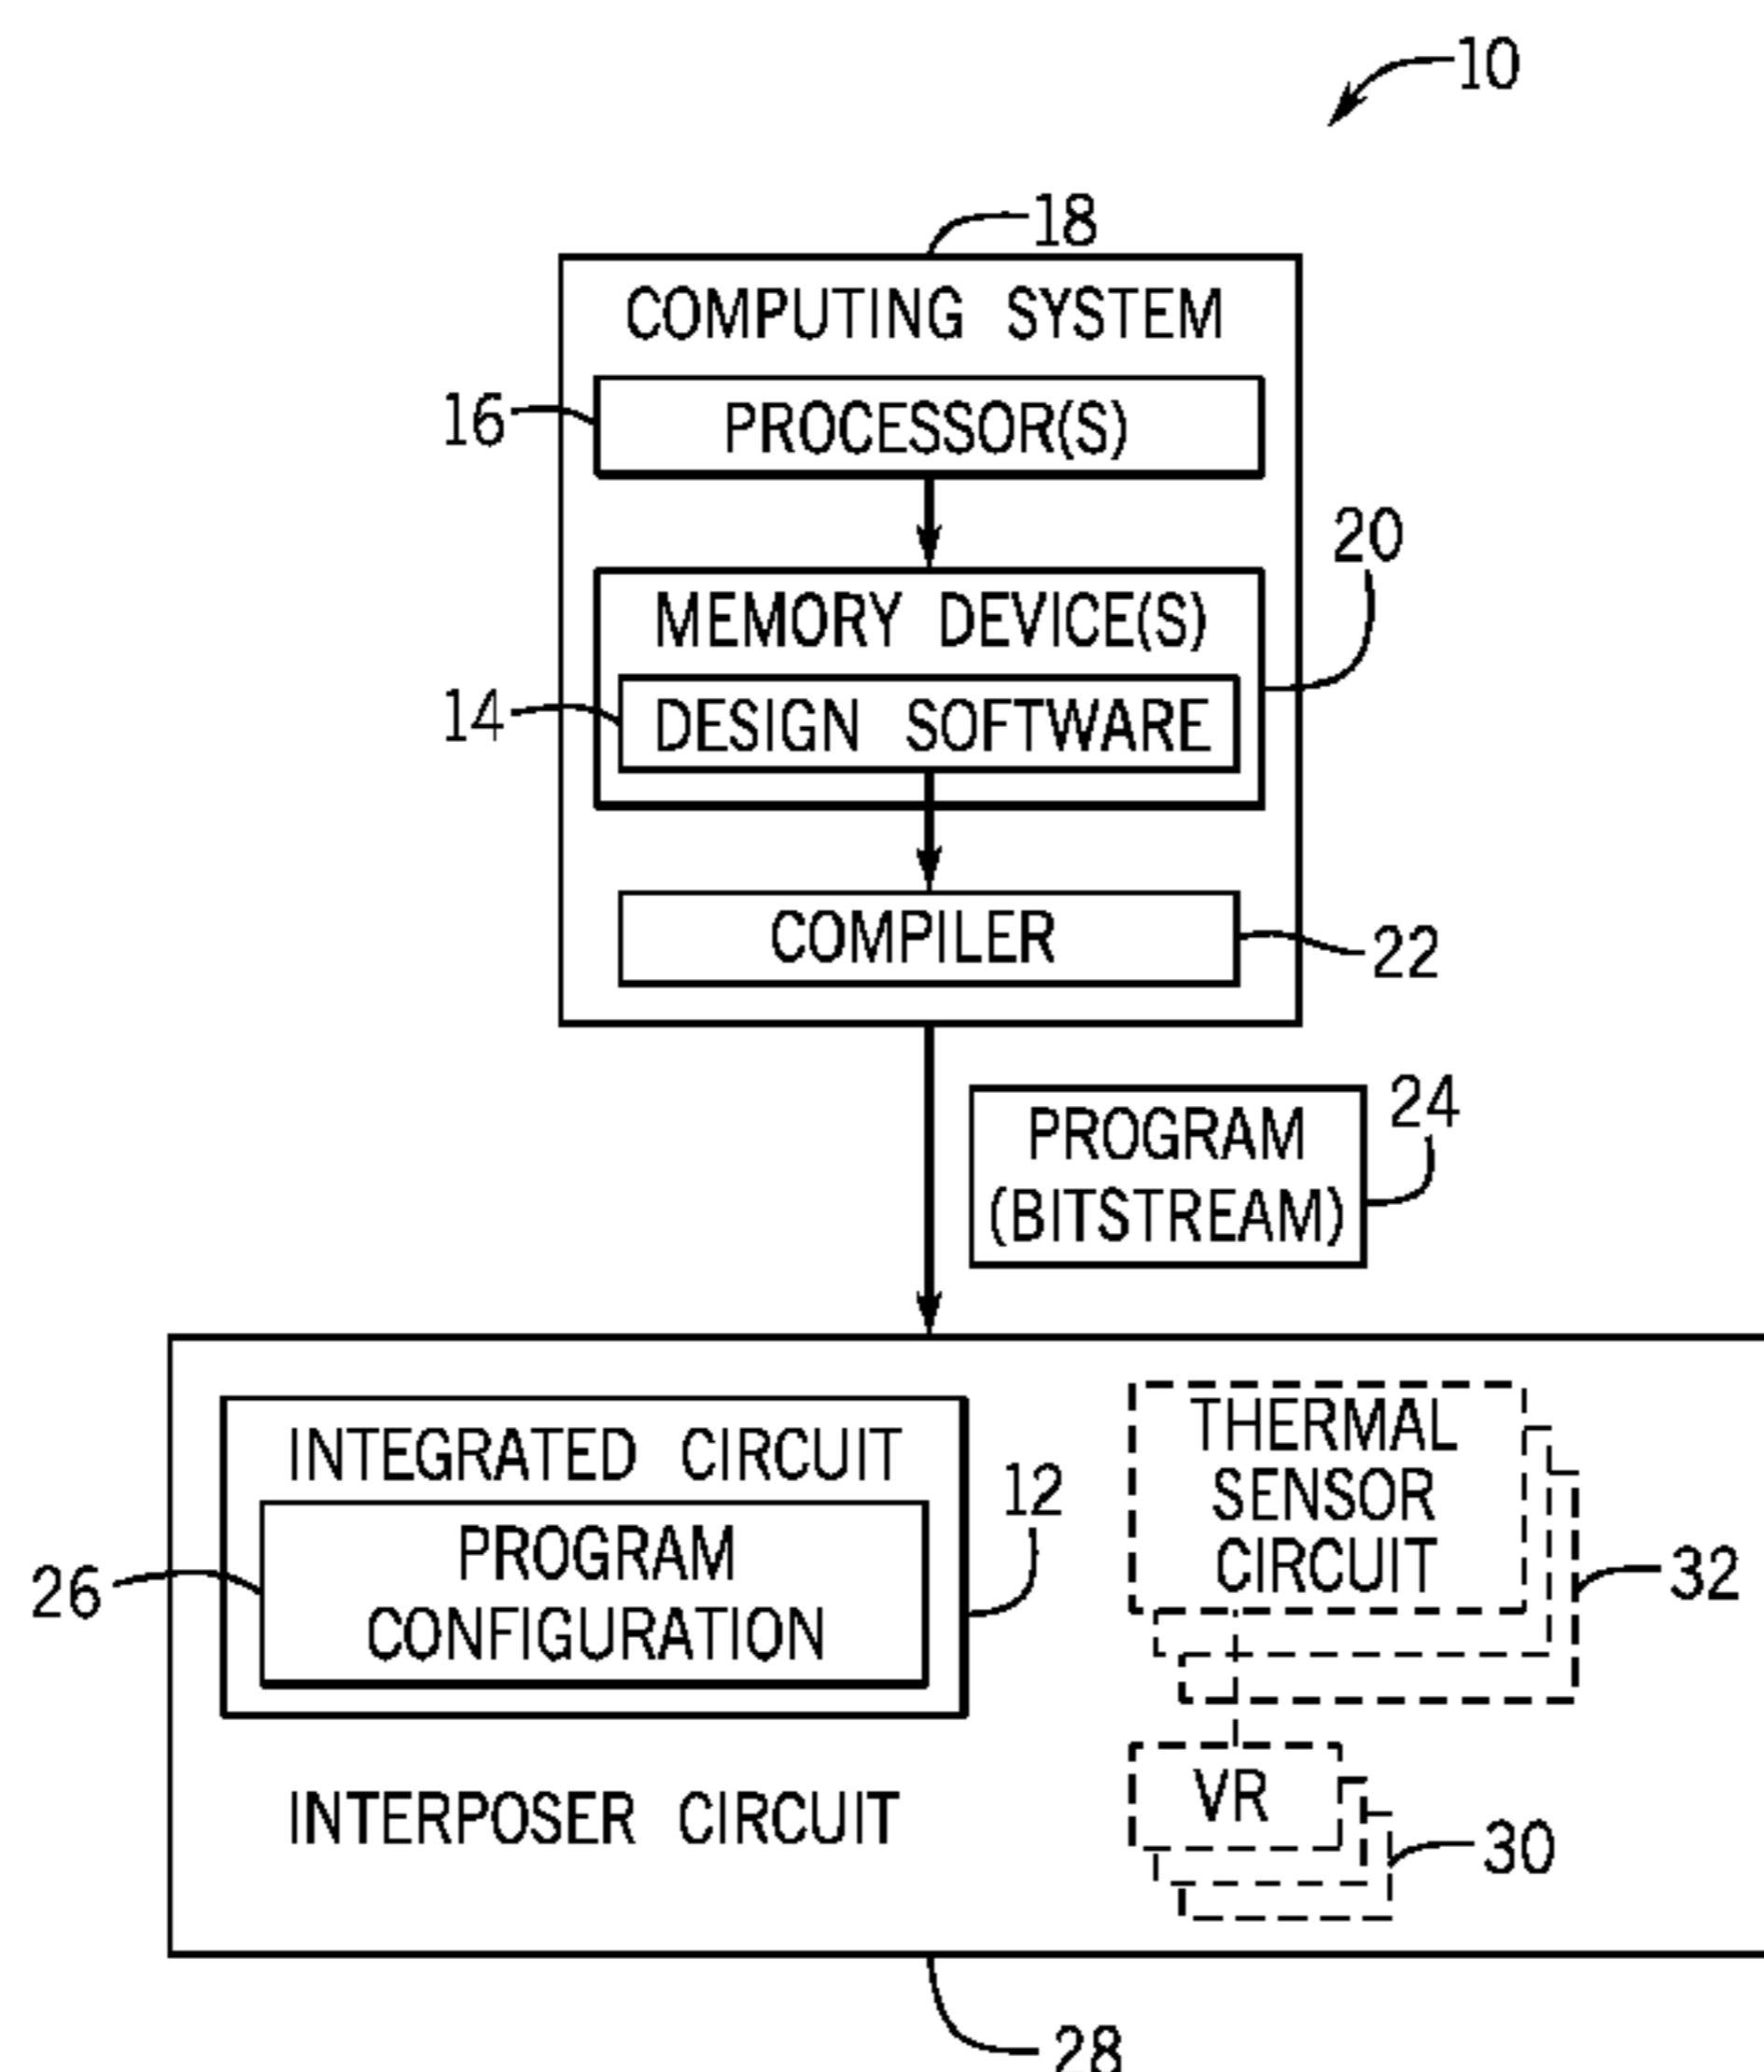 10
18
COMPUTING SYSTEM
16
PROCESSOR(S)
20
MEMORY DEVICE(S)
14
DESIGN SOFTWARE
COMPILER
22
24
PROGRAM
(BITSTREAM)
INTEGRATED CIRCUIT
12
PROGRAM
CONFIGURATION
26
THERMAL
SENSOR
CIRCUIT
32
INTERPOSER CIRCUIT
VR
30
28